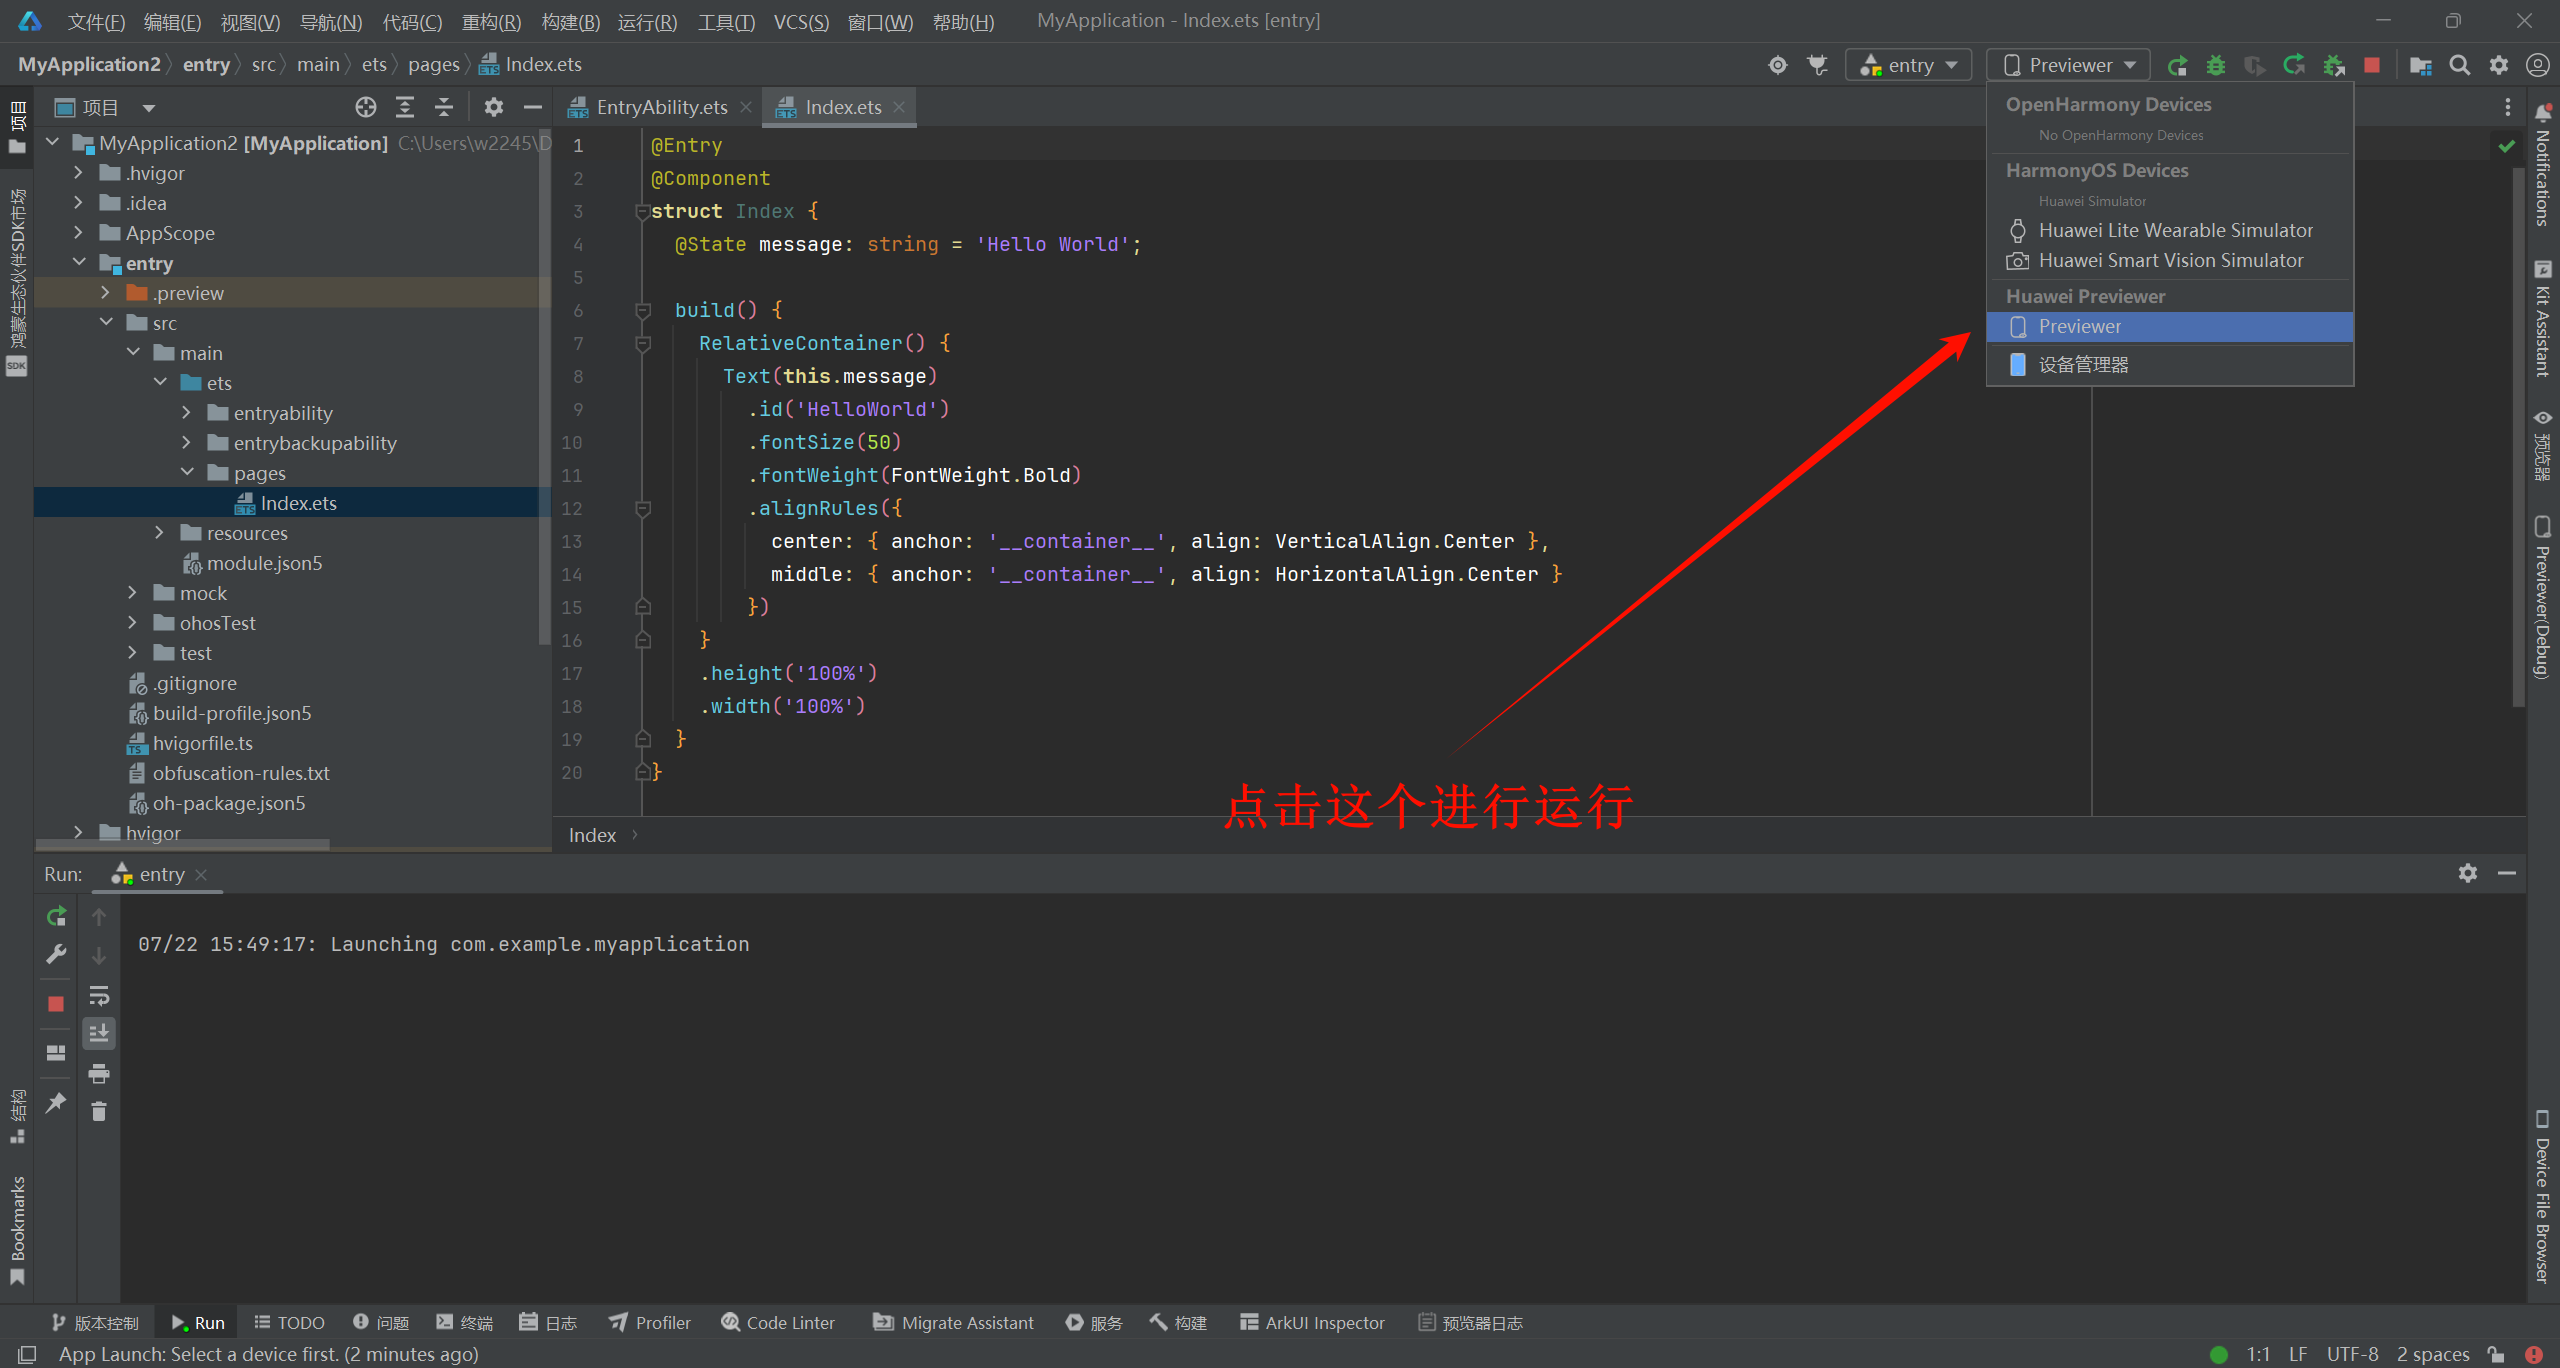 文件(F) 编辑(E) 视图(V) 导航(N) 代码(C) 重构(R) 构建(B) 运行(R) 工具(T) VCS(S) 窗口(W) 帮助(H) MyApplication - Index.ets [entry]
MyApplication2 entry src main ets pages Index.ets entry Previewer
项目 EntryAbility.ets Index.ets
MyApplication2 [MyApplication] C:\Users\w2245\D
.hvigor
.idea
AppScope
entry
.preview
src
main
ets
entryability
entrybackupability
pages
Index.ets
resources
module.json5
mock
ohosTest
test
.gitignore
build-profile.json5
hvigorfile.ts
obfuscation-rules.txt
oh-package.json5
hvigor
1 @Entry
2 @Component
3 struct Index {
4 @State message: string = 'Hello World';
5
6 build() {
7 RelativeContainer() {
8 Text(this.message)
9 .id('HelloWorld')
10 .fontSize(50)
11 .fontWeight(FontWeight.Bold)
12 .alignRules({
13 center: { anchor: '__container__', align: VerticalAlign.Center },
14 middle: { anchor: '__container__', align: HorizontalAlign.Center }
15 })
16 }
17 .height('100%')
18 .width('100%')
19 }
20 }
Index
OpenHarmony Devices
No OpenHarmony Devices
HarmonyOS Devices
Huawei Simulator
Huawei Lite Wearable Simulator
Huawei Smart Vision Simulator
Huawei Previewer
Previewer
设备管理器
点击这个进行运行
项目
鸿蒙生态伙伴SDK市场
SDK
结构
Bookmarks
Notifications
Kit Assistant
预览器
Previewer(Debug)
Device File Browser
Run: entry
07/22 15:49:17: Launching com.example.myapplication
版本控制 Run TODO 问题 终端 日志 Profiler Code Linter Migrate Assistant 服务 构建 ArkUI Inspector 预览器日志
App Launch: Select a device first. (2 minutes ago) 1:1 LF UTF-8 2 spaces